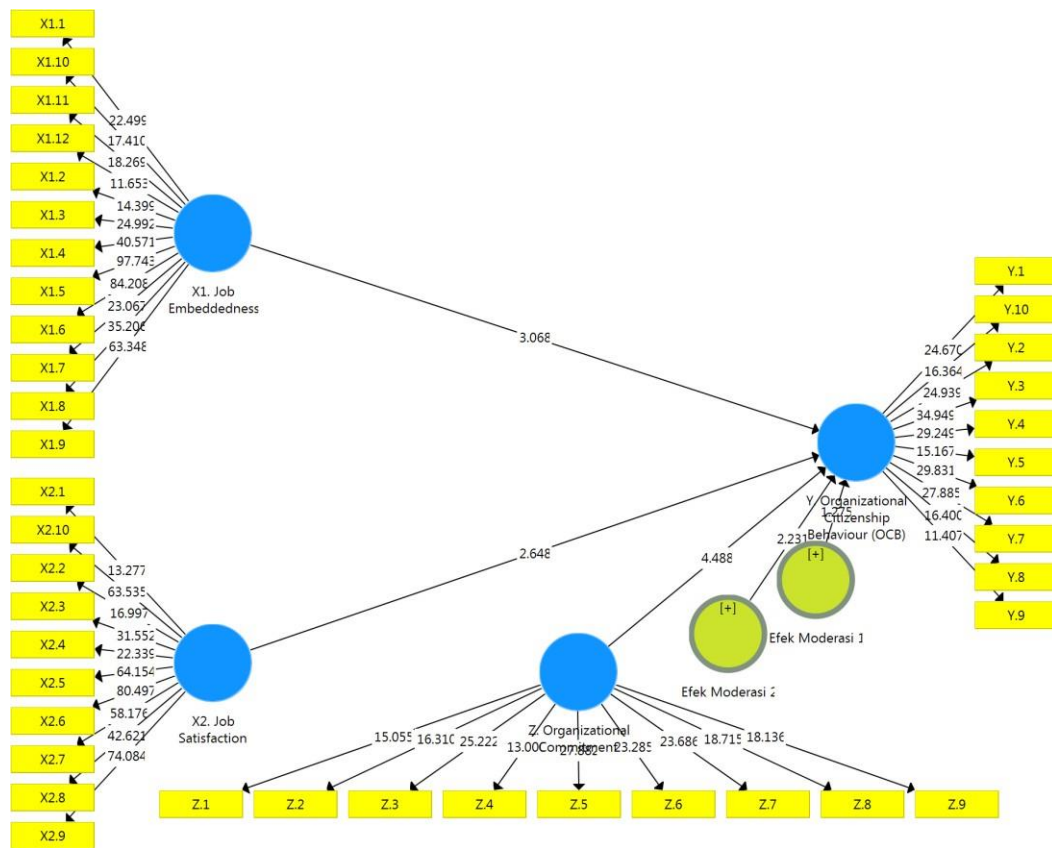 X1.1
X1.10
X1.11
X1.12
X1.2
X1.3
X1.4
X1.5
X1.6
X1.7
X1.8
X1.9
22.499
17.410
18.269
11.653
14.399
24.992
40.571
97.743
84.208
23.067
35.206
63.348
X1. Job
Embeddedness
3.068
X2.1
X2.10
X2.2
X2.3
X2.4
X2.5
X2.6
X2.7
X2.8
X2.9
13.277
63.535
16.997
31.552
22.339
64.154
80.497
58.176
42.621
74.084
X2. Job
Satisfaction
2.648
Y.1
Y.10
Y.2
Y.3
Y.4
Y.5
Y.6
Y.7
Y.8
Y.9
24.670
16.364
24.939
34.949
29.249
15.167
29.831
27.885
16.400
11.407
Y. Organizational
Citizenship
Behaviour (OCB)
1.275
2.231
4.488
[+]
Efek Moderasi 1
[+]
Efek Moderasi 2
Z. Organizational
Commitment
15.055
16.310
25.222
13.000
27.882
23.285
23.686
18.715
18.136
Z.1
Z.2
Z.3
Z.4
Z.5
Z.6
Z.7
Z.8
Z.9